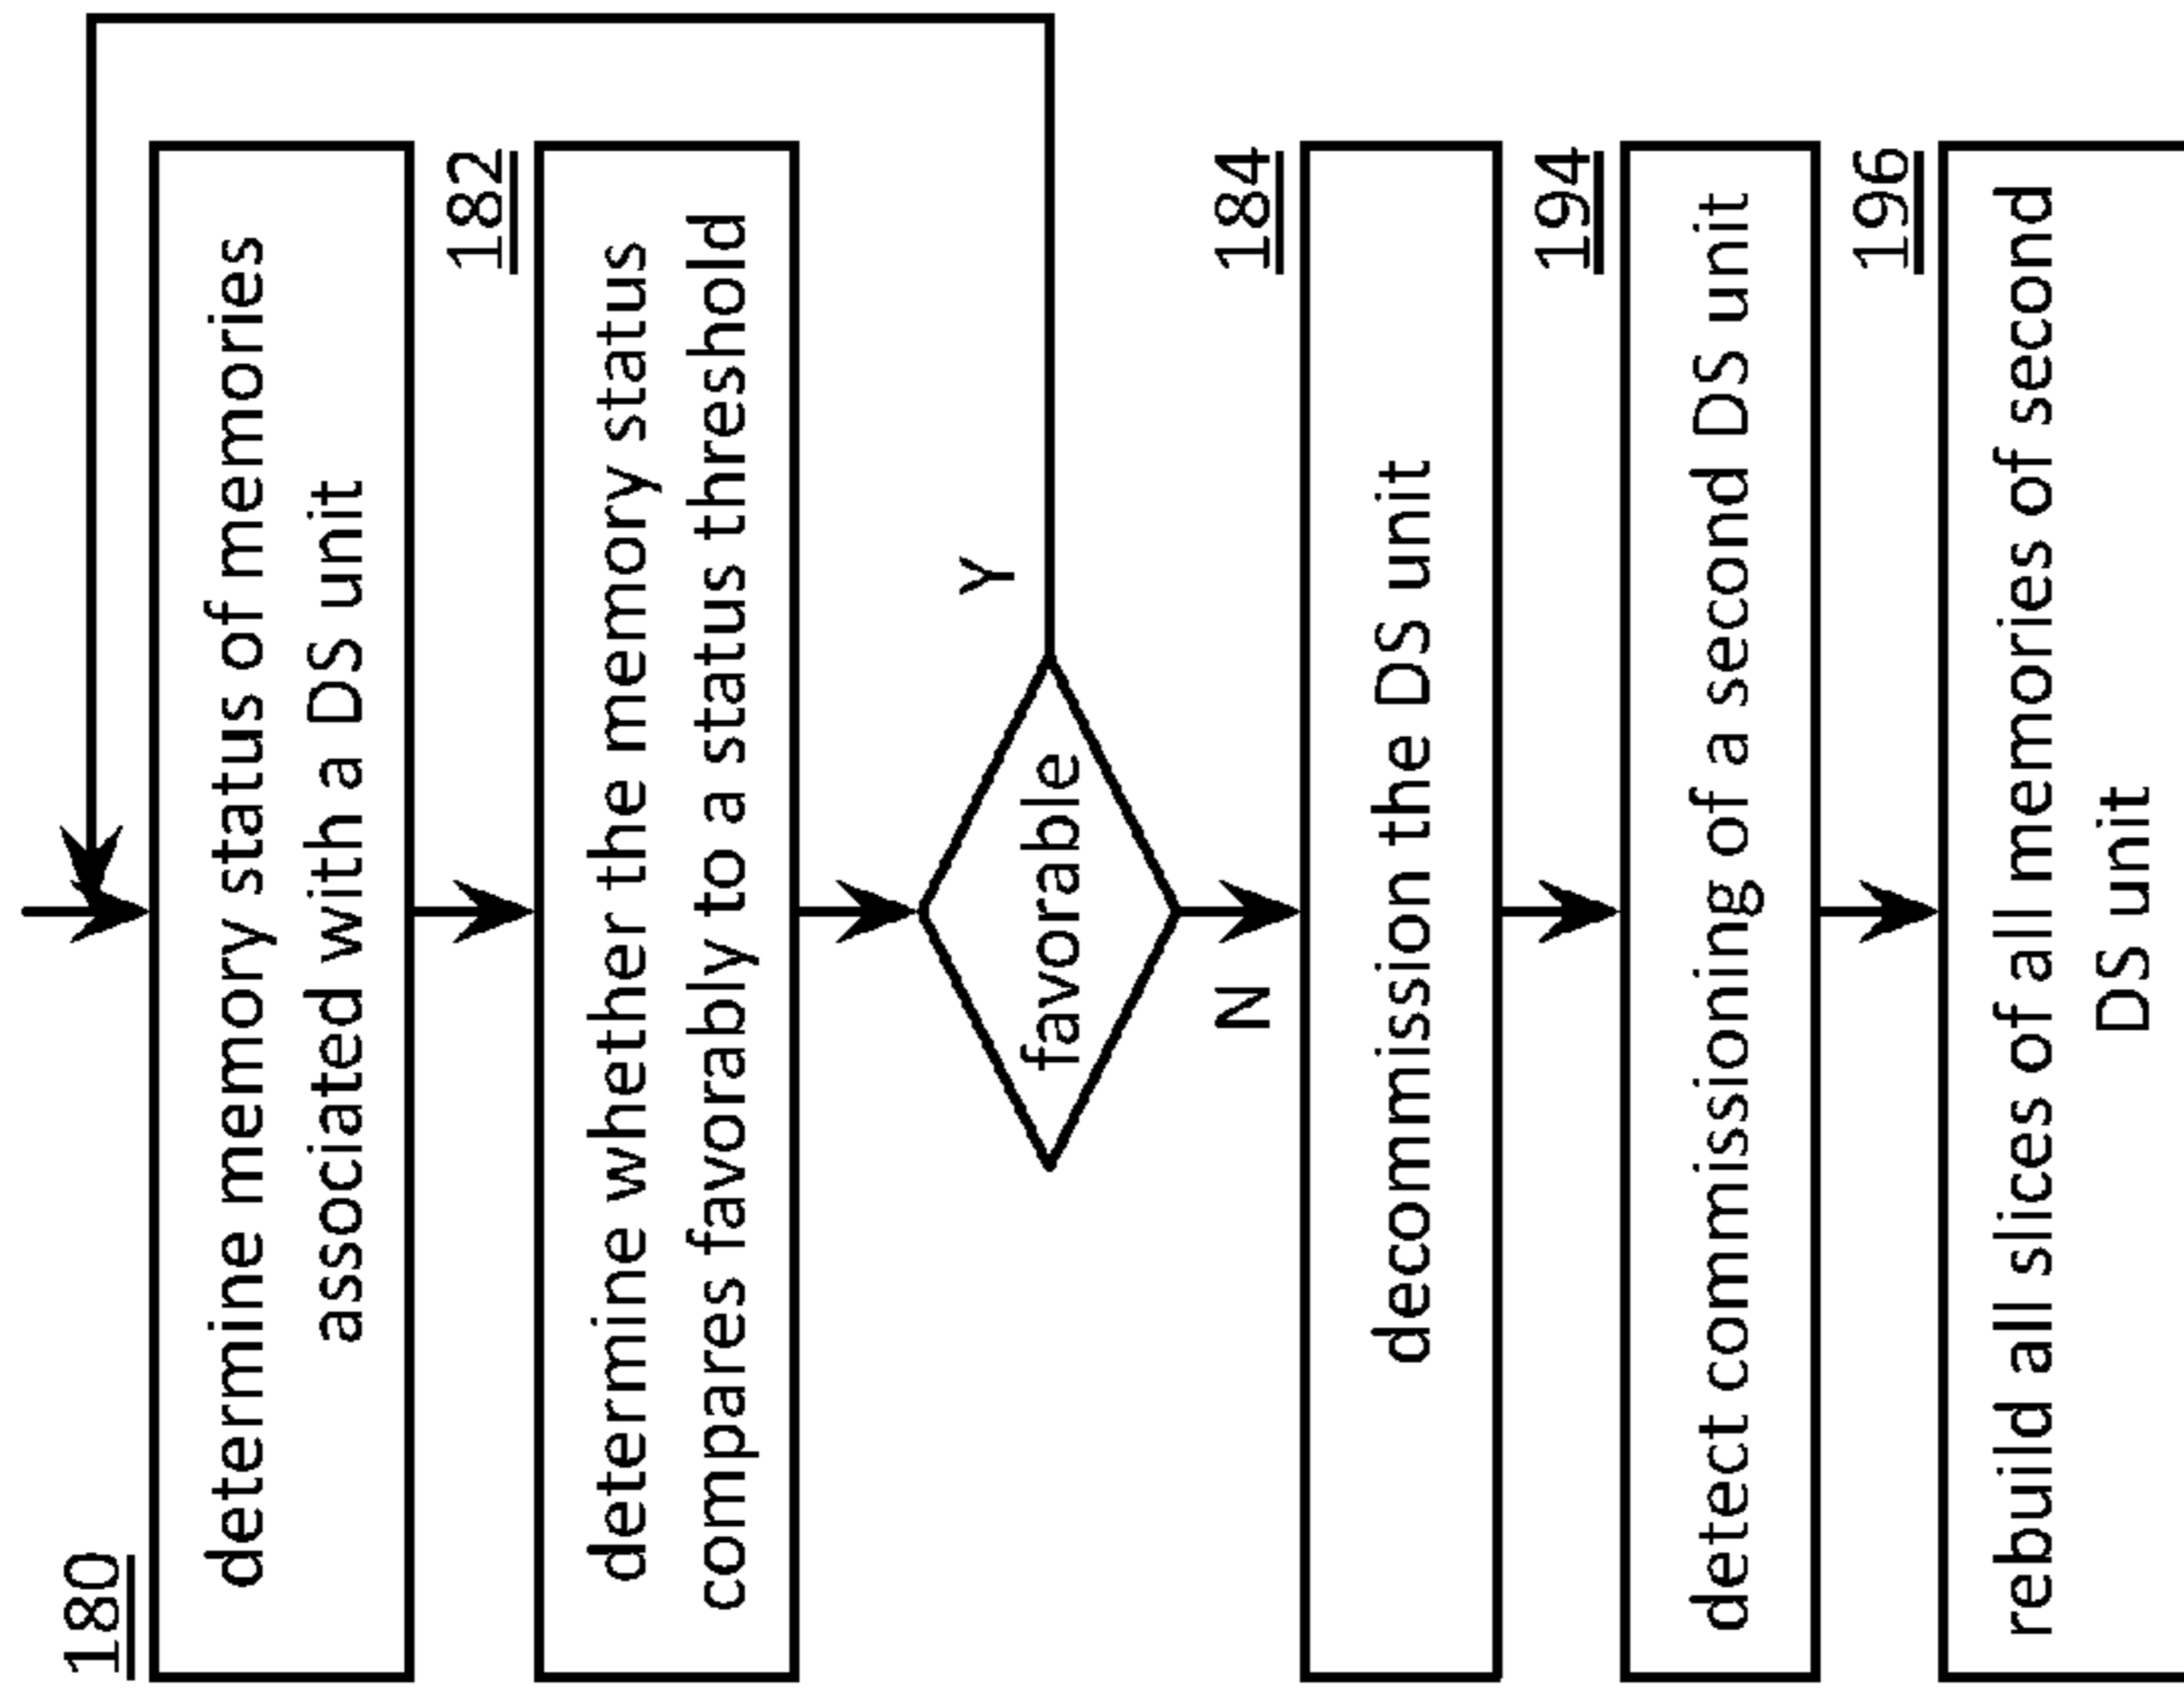 180
determine memory status of memories
associated with a DS unit
182
determine whether the memory status
compares favorably to a status threshold
favorable
Y
N
184
decommission the DS unit
194
detect commissioning of a second DS unit
196
rebuild all slices of all memories of second
DS unit